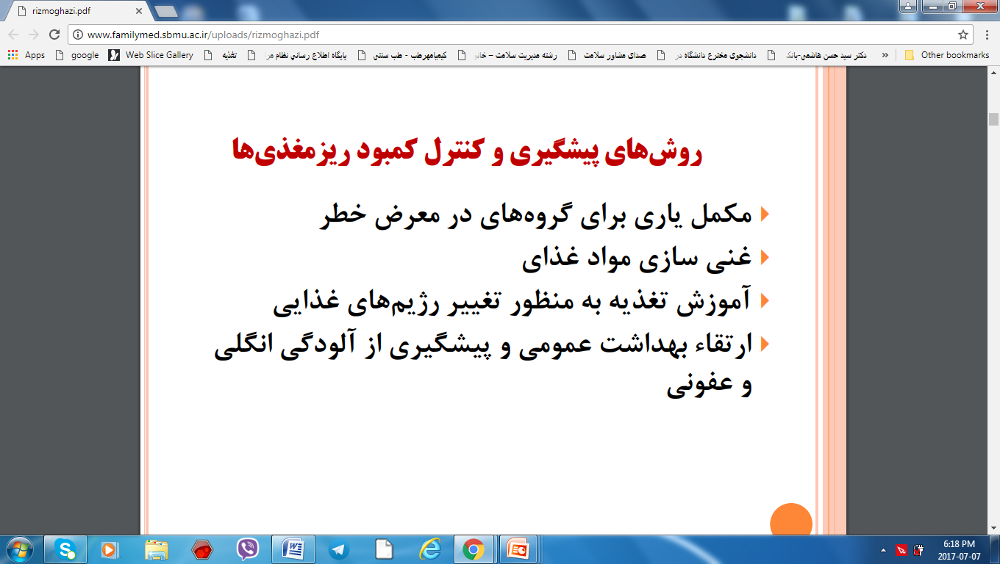 rizmoghazi.pdf
www.familymed.sbmu.ac.ir/uploads/rizmoghazi.pdf
Apps google Web Slice Gallery تغذیه پایگاه اطلاع رساني نظام مرا کیمیامهرطب - طب سنتی رشته مدیریت سلامت – خانو صدای مشاور سلامت دانشجوی مخترع دانشگاه در دکتر سید حسن هاشمی-بانک » Other bookmarks
روش‌های پیشگیری و کنترل کمبود ریزمغذی‌ها
مکمل یاری برای گروه‌های در معرض خطر
غنی سازی مواد غذای
آموزش تغذیه به منظور تغییر رژیم‌های غذایی
ارتقاء بهداشت عمومی و پیشگیری از آلودگی انگلی
و عفونی
6:18 PM
2017-07-07